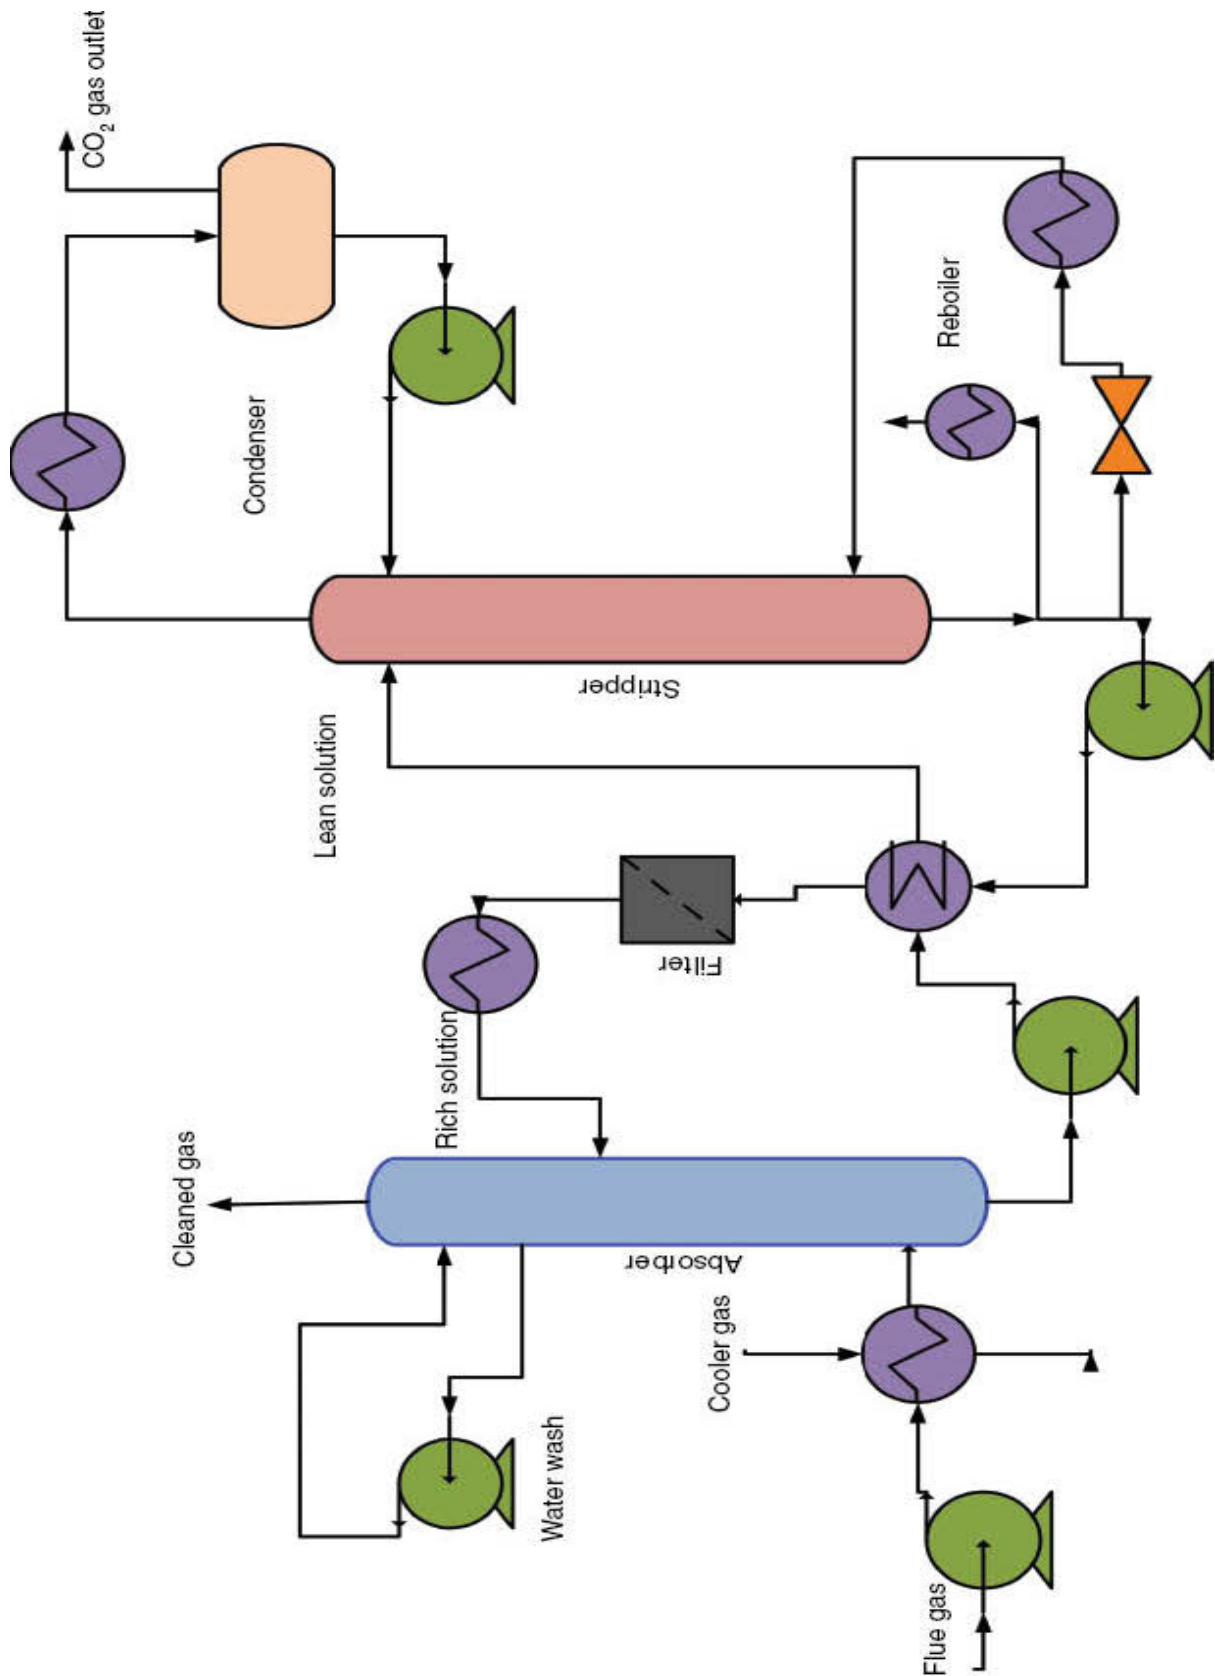 CO₂ gas outlet
Condenser
Reboiler
Stripper
Lean solution
Filter
Rich solution
Cleaned gas
Absorber
Cooler gas
Water wash
Flue gas